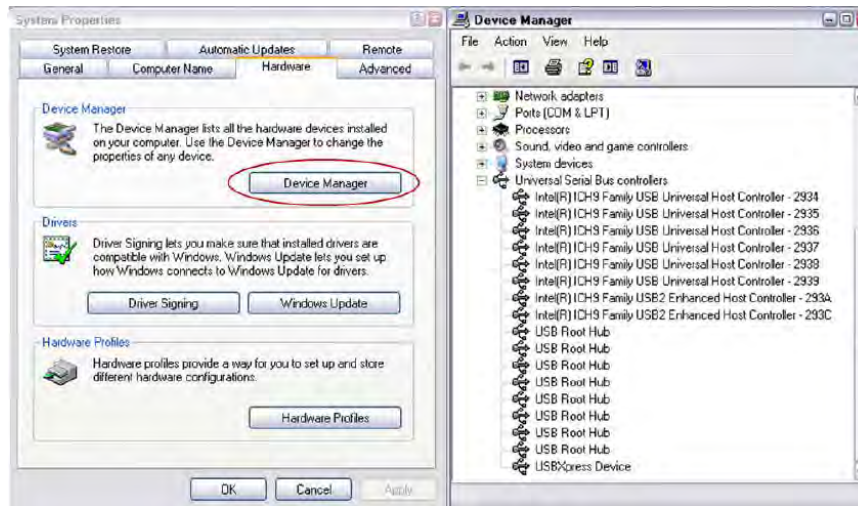 System Properties
System Restore
Automatic Updates
Remote
General
Computer Name
Hardware
Advanced
Device Manager
The Device Manager lists all the hardware devices installed
on your computer. Use the Device Manager to change the
properties of any device.
Device Manager
Drivers
Driver Signing lets you make sure that installed drivers are
compatible with Windows. Windows Update lets you set up
how Windows connects to Windows Update for drivers.
Driver Signing
Windows Update
Hardware Profiles
Hardware profiles provide a way for you to set up and store
different hardware configurations.
Hardware Profiles
OK
Cancel
Apply
Device Manager
File Action View Help
Network adapters
Ports (COM & LPT)
Processors
Sound, video and game controllers
System devices
Universal Serial Bus controllers
Intel(R) ICH9 Family USB Universal Host Controller - 2934
Intel(R) ICH9 Family USB Universal Host Controller - 2935
Intel(R) ICH9 Family USB Universal Host Controller - 2936
Intel(R) ICH9 Family USB Universal Host Controller - 2937
Intel(R) ICH9 Family USB Universal Host Controller - 2938
Intel(R) ICH9 Family USB Universal Host Controller - 2939
Intel(R) ICH9 Family USB2 Enhanced Host Controller - 293A
Intel(R) ICH9 Family USB2 Enhanced Host Controller - 293C
USB Root Hub
USB Root Hub
USB Root Hub
USB Root Hub
USB Root Hub
USB Root Hub
USB Root Hub
USB Root Hub
USBXpress Device